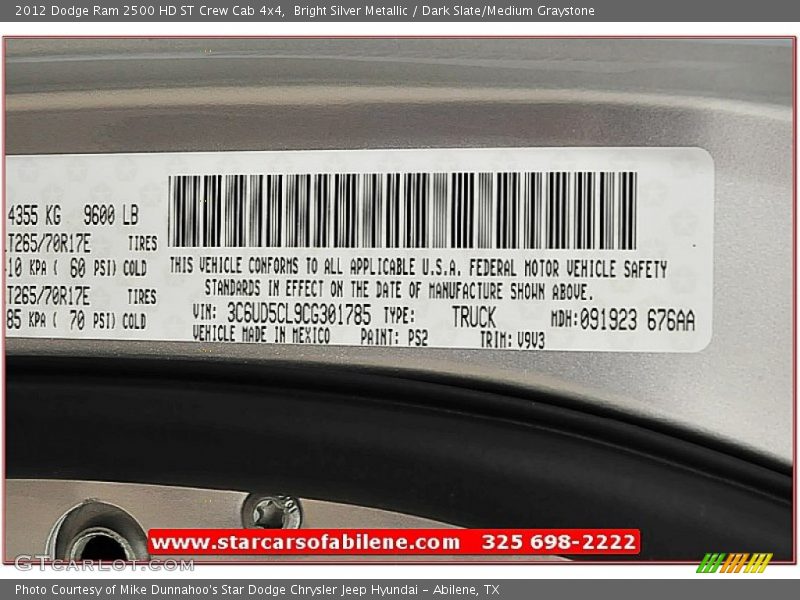 2012 Dodge Ram 2500 HD ST Crew Cab 4x4,  Bright Silver Metallic / Dark Slate/Medium Graystone
4355 KG 9600 LB
T265/70R17E TIRES
10 KPA ( 60 PSI) COLD
T265/70R17E TIRES
85 KPA ( 70 PSI) COLD
THIS VEHICLE CONFORMS TO ALL APPLICABLE U.S.A. FEDERAL MOTOR VEHICLE SAFETY
STANDARDS IN EFFECT ON THE DATE OF MANUFACTURE SHOWN ABOVE.
VIN: 3C6UD5CL9CG301785 TYPE: TRUCK MDH:091923 676AA
VEHICLE MADE IN MEXICO PAINT: PS2 TRIM: V9V3
www.starcarsofabilene.com 325 698-2222
GTCARLOT.COM
Photo Courtesy of Mike Dunnahoo's Star Dodge Chrysler Jeep Hyundai - Abilene, TX